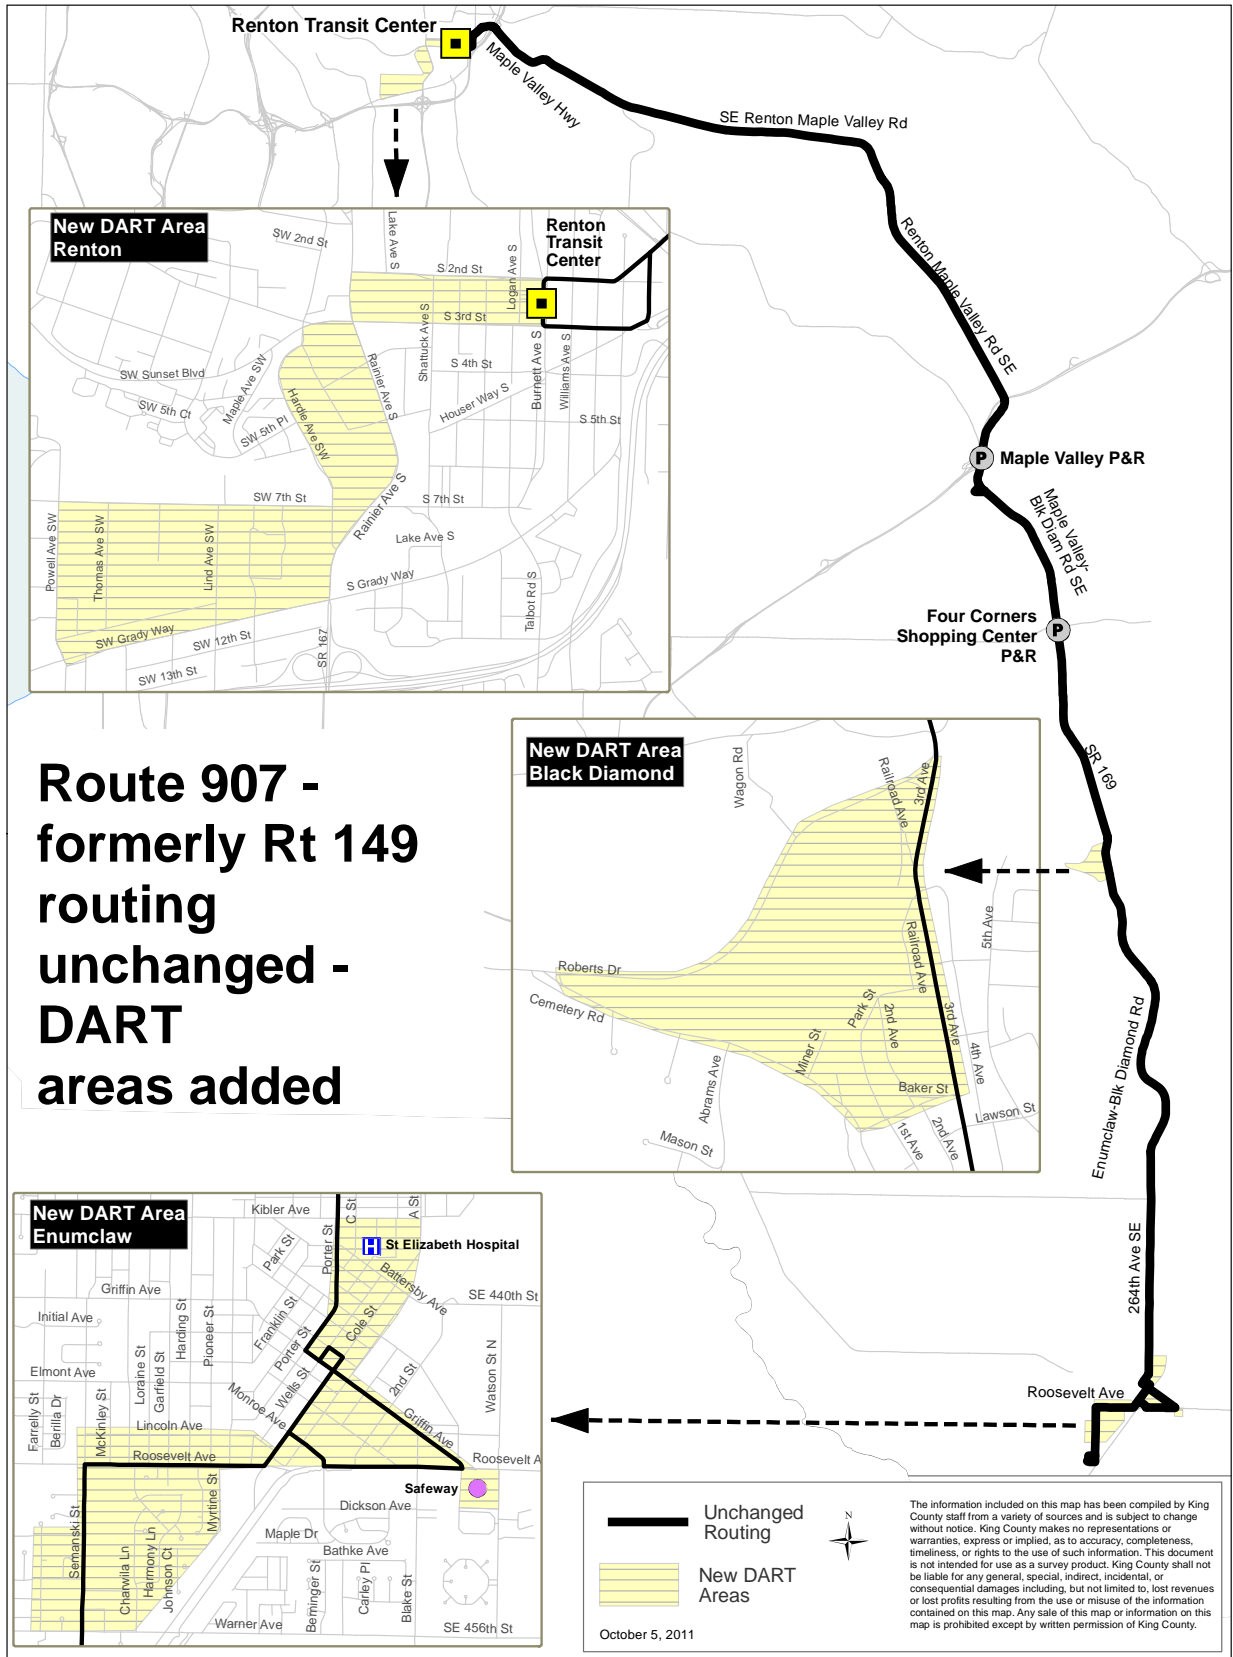 Renton Transit Center
Maple Valley Hwy
SE Renton Maple Valley Rd
Renton Maple Valley Rd SE
Maple Valley P&R
P
Maple Valley-
Blk Diam Rd SE
Four Corners
Shopping Center
P&R
P
SR 169
Enumclaw-Blk Diamond Rd
264th Ave SE
Roosevelt Ave
New DART Area
Renton
SW 2nd St
Lake Ave S
S 2nd St
Logan Ave S
Renton
Transit
Center
S 3rd St
Shattuck Ave S
S 4th St
Burnett Ave S
Williams Ave S
Houser Way S
S 5th St
SW Sunset Blvd
Maple Ave SW
SW 5th Ct
SW 5th Pl
Hardie Ave SW
Rainier Ave S
SW 7th St
Rainier Ave S
S 7th St
Lake Ave S
Powell Ave SW
Thomas Ave SW
Lind Ave SW
S Grady Way
Talbot Rd S
SW Grady Way
SW 12th St
SW 13th St
SR 167
Route 907 -
formerly Rt 149
routing
unchanged -
DART
areas added
New DART Area
Black Diamond
Wagon Rd
Railroad Ave
3rd Ave
5th Ave
Railroad Ave
Roberts Dr
Cemetery Rd
Park St
2nd Ave
3rd Ave
Miner St
4th Ave
Abrams Ave
Baker St
Lawson St
1st Ave
2nd Ave
Mason St
New DART Area
Enumclaw
Kibler Ave
Porter St
C St
A St
H
St Elizabeth Hospital
Park St
Battersby Ave
Griffin Ave
SE 440th St
Initial Ave
Harding St
Pioneer St
Franklin St
Porter St
Cole St
Elmont Ave
Loraine St
Garfield St
Wells St
2nd St
Watson St N
Monroe Ave
Farrelly St
Berilla Dr
McKinley St
Lincoln Ave
Griffin Ave
Roosevelt Ave
Roosevelt A
Safeway
Semanski St
Myrtine St
Dickson Ave
Maple Dr
Bathke Ave
Charwila Ln
Harmony Ln
Johnson Ct
Berninger St
Carley Pl
Blake St
Warner Ave
SE 456th St
Unchanged
Routing
New DART
Areas
October 5, 2011
N
The information included on this map has been compiled by King
County staff from a variety of sources and is subject to change
without notice. King County makes no representations or
warranties, express or implied, as to accuracy, completeness,
timeliness, or rights to the use of such information. This document
is not intended for use as a survey product. King County shall not
be liable for any general, special, indirect, incidental, or
consequential damages including, but not limited to, lost revenues
or lost profits resulting from the use or misuse of the information
contained on this map. Any sale of this map or information on this
map is prohibited except by written permission of King County.